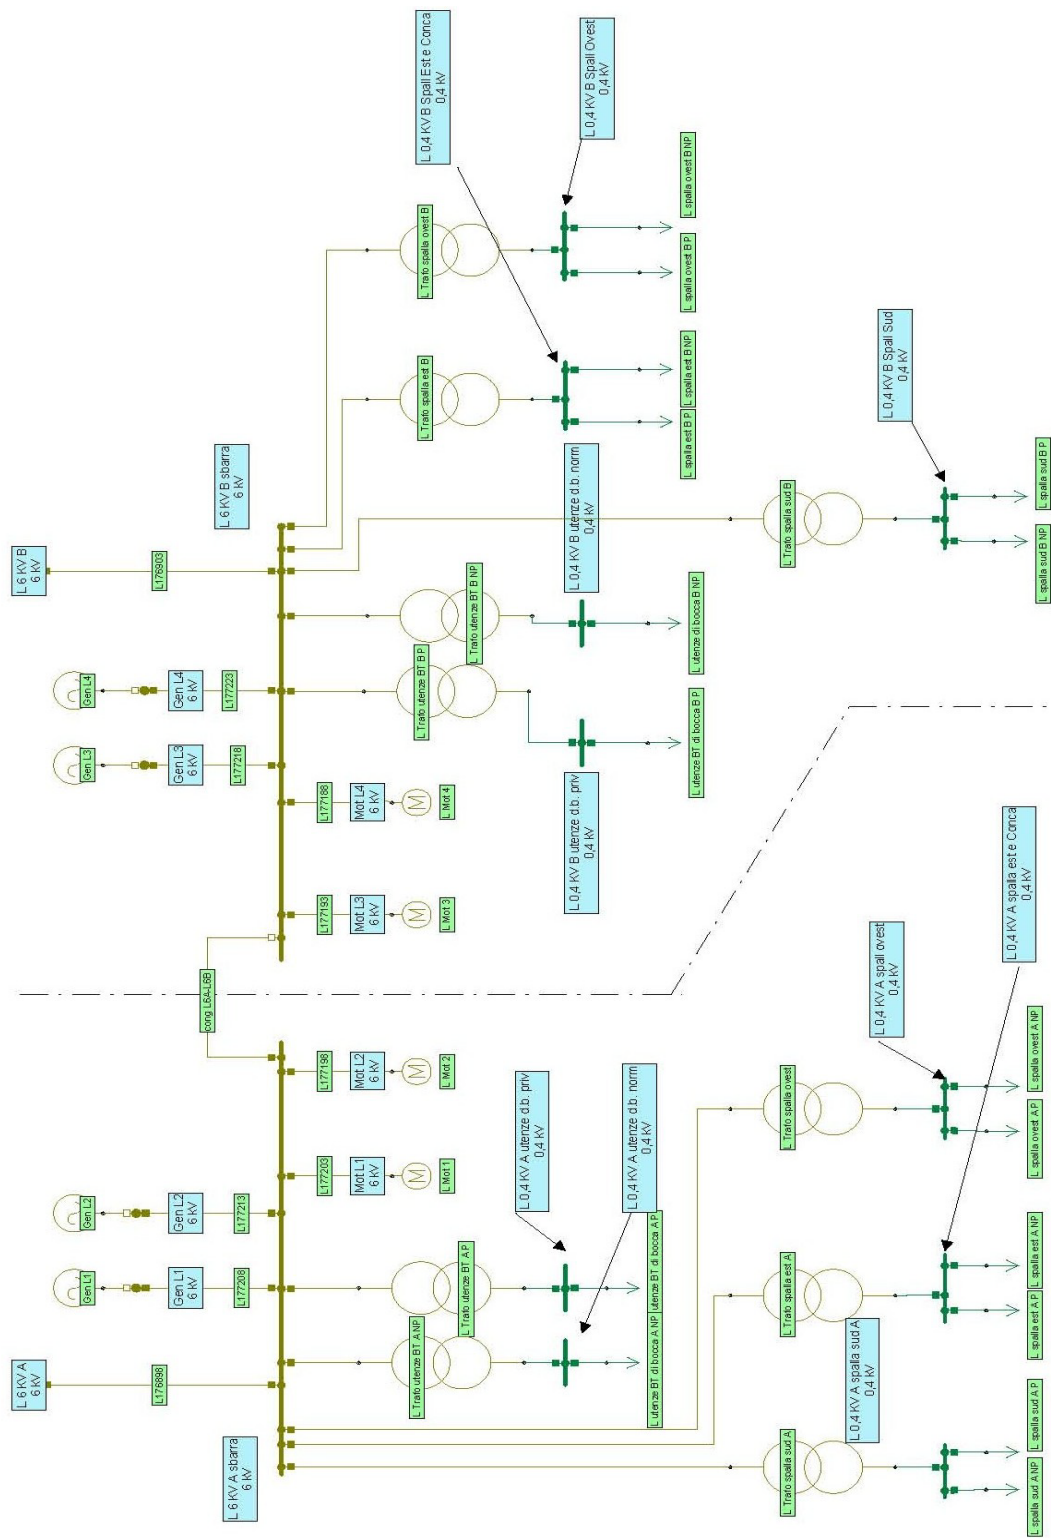 L 6 KV A
6 kV
L176898
L 6 KV A sbarra
6 kV
Gen L1
Gen L1
6 kV
L177208
Gen L2
Gen L2
6 kV
L177213
L177203
Mot L1
6 kV
M
L Mot 1
L177198
Mot L2
6 kV
M
L Mot 2
cong L6A-L6B
L Trafo utenze BT A NP
L Trafo utenze BT A P
L 0,4 KV A utenze d.b. priv
0,4 kV
L 0,4 KV A utenze d.b. norm
0,4 kV
L utenze BT di bocca A NP
utenze BT di bocca A P
L Trafo spalla sud A
L Trafo spalla est A
L Trafo spalla ovest
L 0,4 KV A spalla sud A
0,4 kV
L 0,4 KV A spall ovest
0,4 kV
L 0,4 KV A spalla est e Conca
0,4 kV
L spalla sud A NP
L spalla sud A P
L spalla est A P
L spalla est A NP
L spalla ovest A P
L spalla ovest A NP
L 6 KV B
6 kV
L176903
L 6 KV B sbarra
6 kV
Gen L3
Gen L3
6 kV
L177218
Gen L4
Gen L4
6 kV
L177223
L177193
Mot L3
6 kV
M
L Mot 3
L177188
Mot L4
6 kV
M
L Mot 4
L Trafo utenze BT B P
L Trafo utenze BT B NP
L 0,4 KV B utenze d.b. priv
0,4 kV
L 0,4 KV B utenze d.b. norm
0,4 kV
L utenze BT di bocca B P
L utenze di bocca B NP
L Trafo spalla est B
L Trafo spalla ovest B
L 0,4 KV B Spall Est e Conca
0,4 kV
L 0,4 KV B Spall Ovest
0,4 kV
L spalla est B P
L spalla est B NP
L spalla ovest B P
L spalla ovest B NP
L Trafo spalla sud B
L 0,4 KV B Spal Sud
0,4 kV
L spalla sud B NP
L spalla sud B P